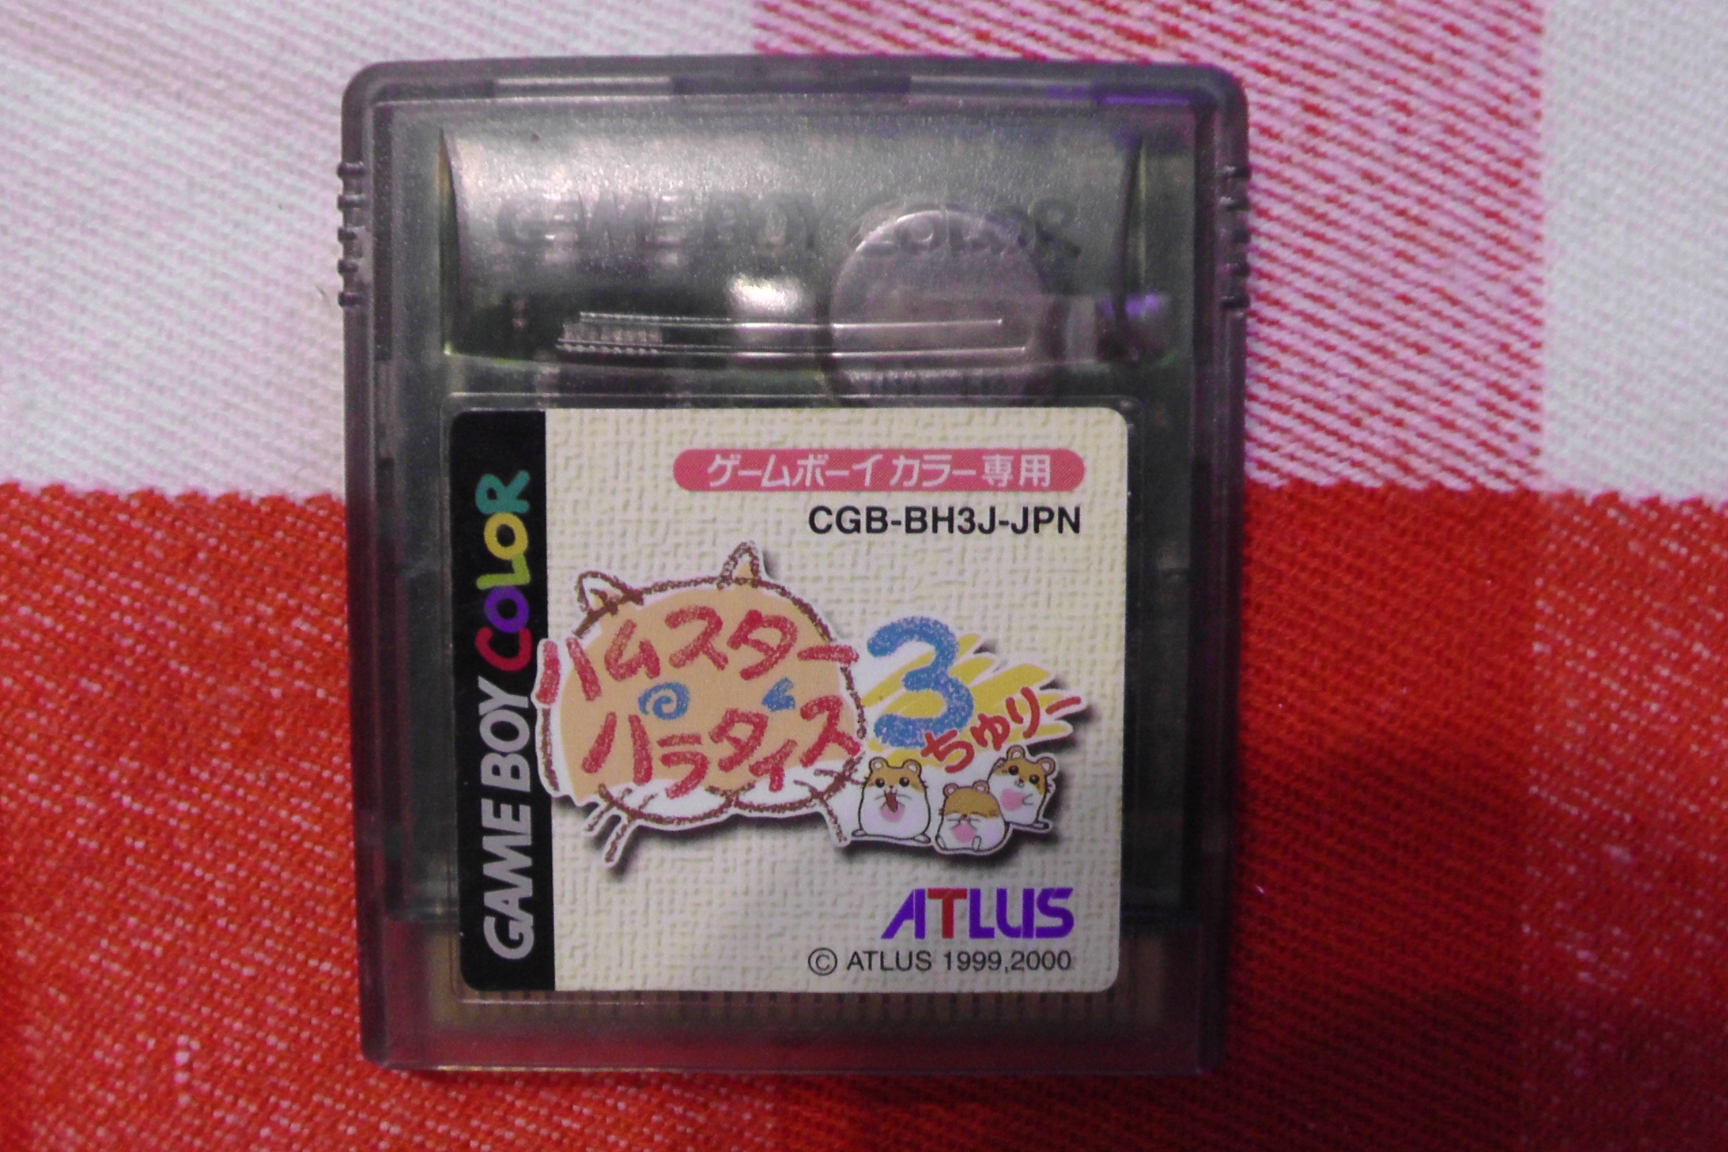 GAME BOY COLOR
GAME BOY COLOR
ゲームボーイカラー専用
CGB-BH3J-JPN
ハムスター
パラダイス
3
ちゅりー
ATLUS
© ATLUS 1999,2000